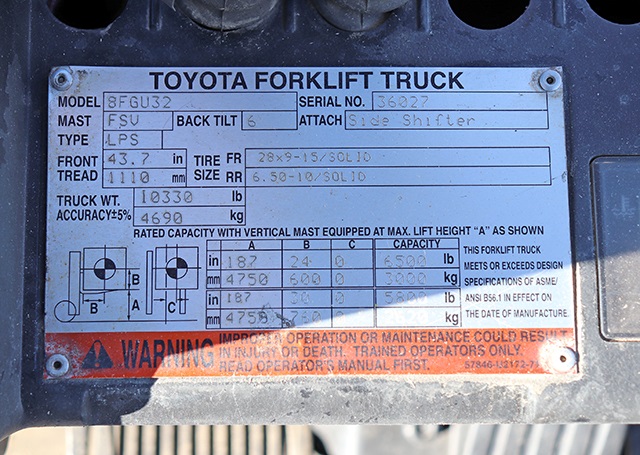 TOYOTA FORKLIFT TRUCK
MODEL 8FGU32 SERIAL NO. 36027
MAST FSV BACK TILT 6 ATTACH Side Shifter
TYPE LPS
FRONT TREAD 43.7 in TIRE SIZE FR 28x9-15/SOLID
1110 mm RR 6.50-10/SOLID
TRUCK WT. 10330 lb
ACCURACY±5% 4690 kg
RATED CAPACITY WITH VERTICAL MAST EQUIPPED AT MAX. LIFT HEIGHT "A" AS SHOWN
A B C CAPACITY
in 187 24 0 6500 lb
mm 4750 600 0 3000 kg
in 187 30 0 5800 lb
mm 4750 0 kg
B B A C
THIS FORKLIFT TRUCK
MEETS OR EXCEEDS DESIGN
SPECIFICATIONS OF ASME/
ANSI B56.1 IN EFFECT ON
THE DATE OF MANUFACTURE.
WARNING
IMPROPER OPERATION OR MAINTENANCE COULD RESULT
IN INJURY OR DEATH. TRAINED OPERATORS ONLY.
READ OPERATOR'S MANUAL FIRST.